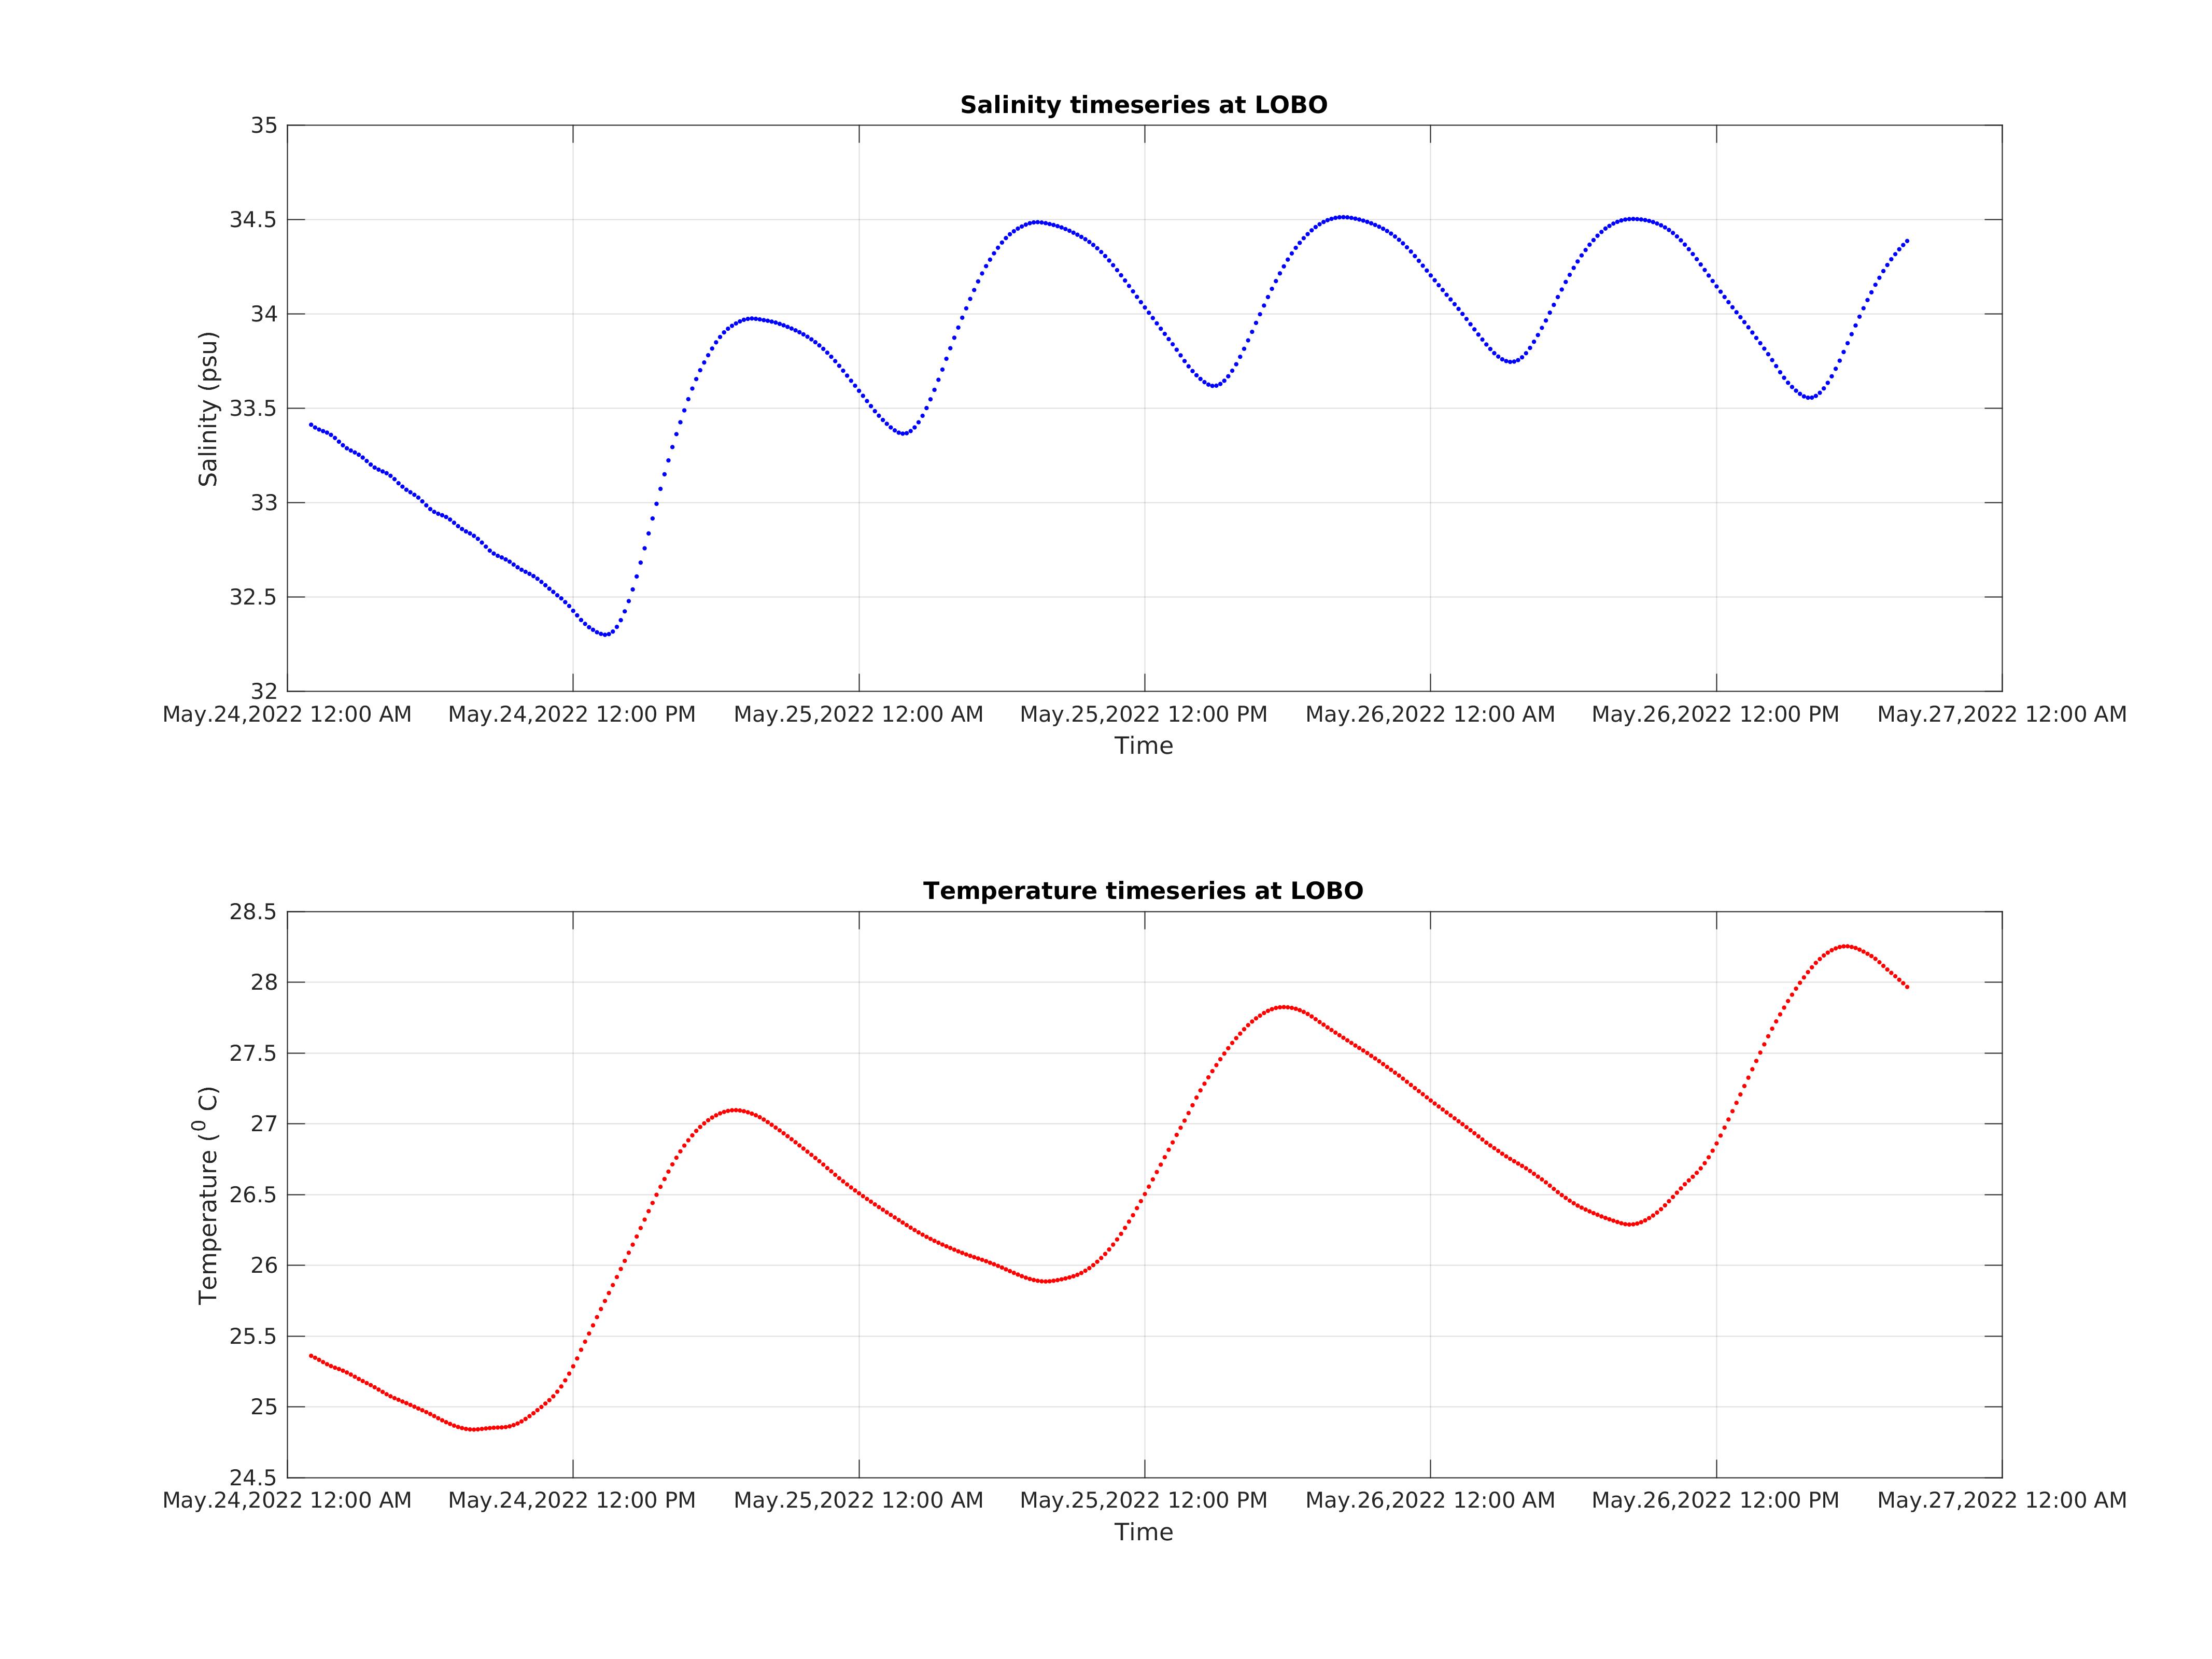 Salinity timeseries at LOBO
35
34.5
34
33.5
33
32.5
32
Salinity (psu)
May.24,2022 12:00 AM May.24,2022 12:00 PM May.25,2022 12:00 AM May.25,2022 12:00 PM May.26,2022 12:00 AM May.26,2022 12:00 PM May.27,2022 12:00 AM
Time
Temperature timeseries at LOBO
28.5
28
27.5
27
26.5
26
25.5
25
24.5
Temperature (⁰ C)
May.24,2022 12:00 AM May.24,2022 12:00 PM May.25,2022 12:00 AM May.25,2022 12:00 PM May.26,2022 12:00 AM May.26,2022 12:00 PM May.27,2022 12:00 AM
Time